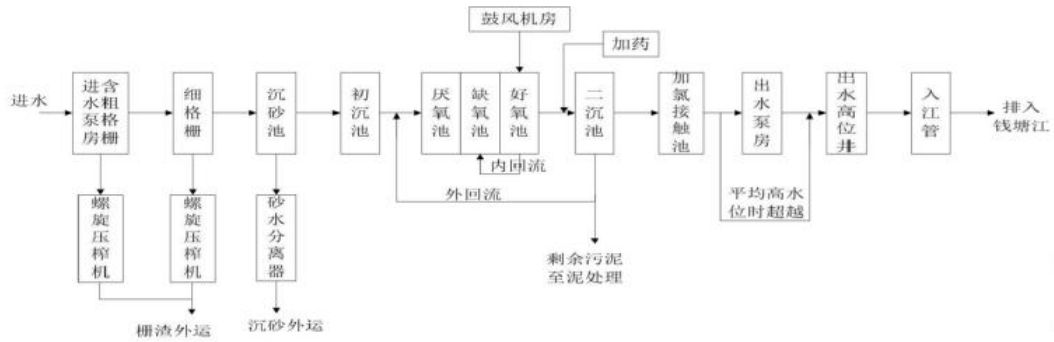 鼓风机房
加药
进水
进水泵房
含粗格栅
细格栅
沉砂池
初沉池
厌氧池
缺氧池
好氧池
二沉池
加氯接触池
出水泵房
出水高位井
入江管
排入
钱塘江
内回流
外回流
平均高水
位时超越
螺旋压榨机
螺旋压榨机
砂水分离器
剩余污泥
至泥处理
栅渣外运
沉砂外运